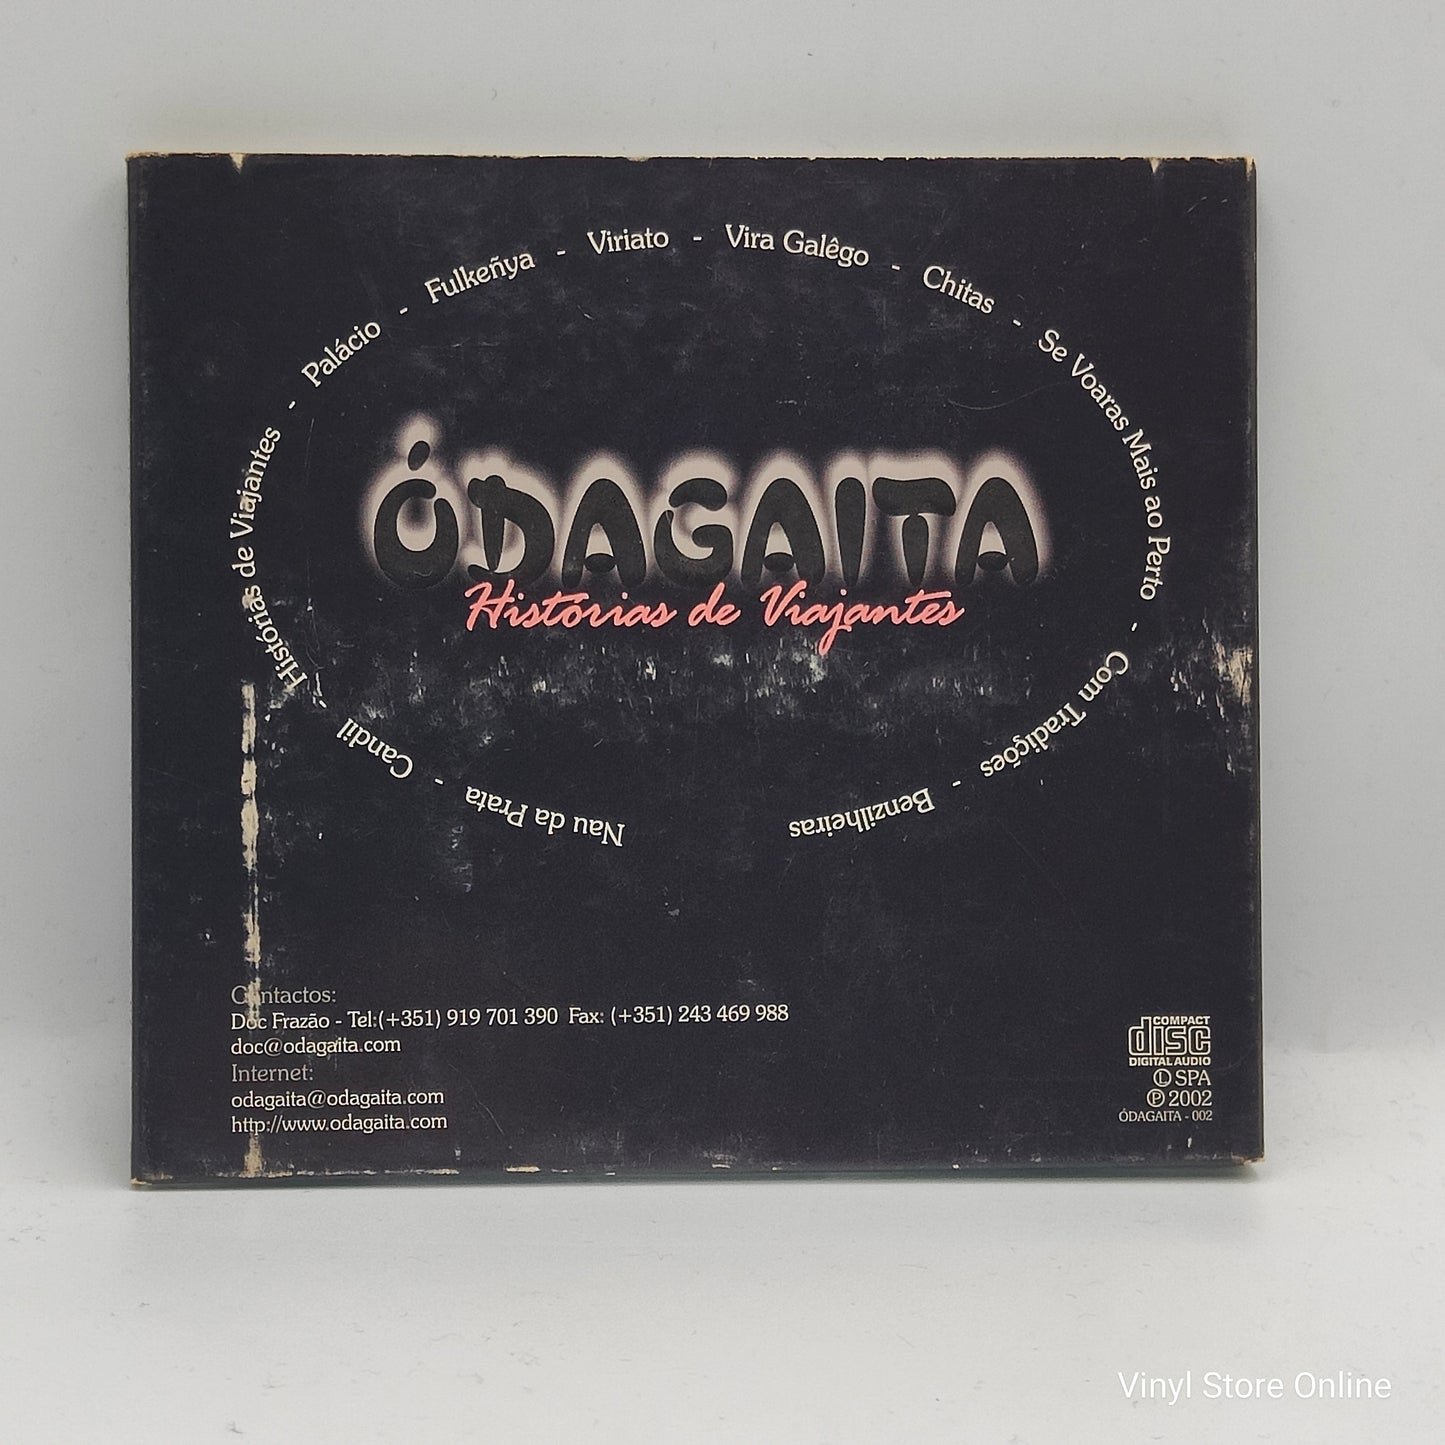 Nau da Prata - Candil - Histórias de Viajantes - Palácio - Fulkeñya - Viriato - Vira Galêgo - Chitas - Se Voaras Mais ao Perto - Com Tradições - Benzilheiras
ÓDAGAITA
Histórias de Viajantes
Contactos:
Doc Frazão - Tel:(+351) 919 701 390 Fax: (+351) 243 469 988
doc@odagaita.com
Internet:
odagaita@odagaita.com
http://www.odagaita.com
COMPACT
disc
DIGITAL AUDIO
Ⓛ SPA
Ⓟ 2002
ÓDAGAITA - 002
Vinyl Store Online